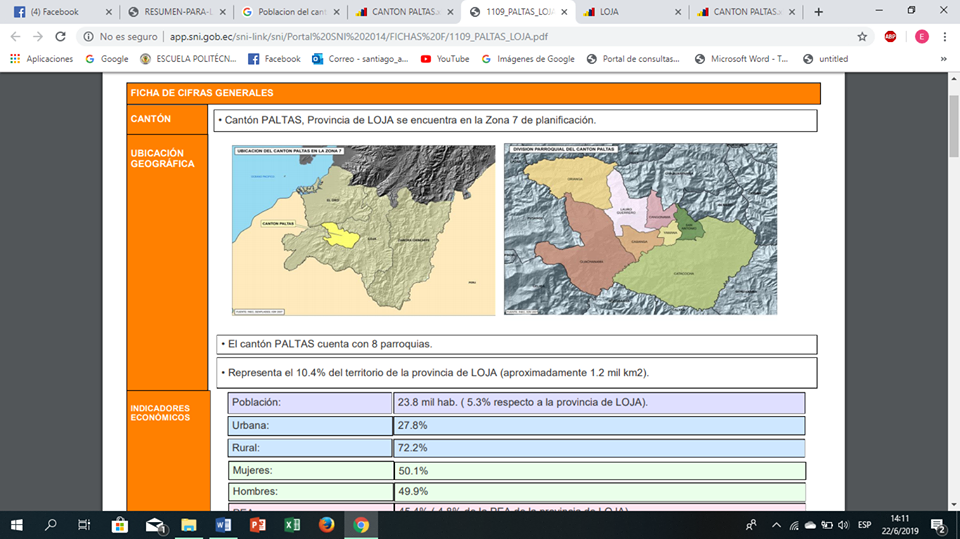 (4) Facebook
RESUMEN-PARA-L
Poblacion del cant
CANTON PALTAS.
1109_PALTAS_LOJA
LOJA
CANTON PALTAS.
No es seguro
app.sni.gob.ec/sni-link/sni/Portal%20SNI%202014/FICHAS%20F/1109_PALTAS_LOJA.pdf
ABP
E
Aplicaciones
Google
ESCUELA POLITÉCN...
Facebook
Correo - santiago_a...
YouTube
Imágenes de Google
Portal de consultas...
Microsoft Word - T...
untitled
FICHA DE CIFRAS GENERALES
CANTÓN
• Cantón PALTAS, Provincia de LOJA se encuentra en la Zona 7 de planificación.
UBICACIÓN
GEOGRÁFICA
UBICACION DEL CANTON PALTAS EN LA ZONA 7
EL ORO
CANTON PALTAS
LOJA
ZAMORA CHINCHIPE
PERU
DIVISION PARROQUIAL DEL CANTON PALTAS
LAURO
GUERRERO
CANGONAMA
SAN
ANTONIO
YAMANA
GUACHANAMA
CATACOCHA
• El cantón PALTAS cuenta con 8 parroquias.
• Representa el 10.4% del territorio de la provincia de LOJA (aproximadamente 1.2 mil km2).
INDICADORES
ECONÓMICOS
Población:
23.8 mil hab. ( 5.3% respecto a la provincia de LOJA).
Urbana:
27.8%
Rural:
72.2%
Mujeres:
50.1%
Hombres:
49.9%
PEA
45.4% ( 4.8% de la PEA de la provincia de LOJA)
1
ESP
14:11
22/6/2019
2